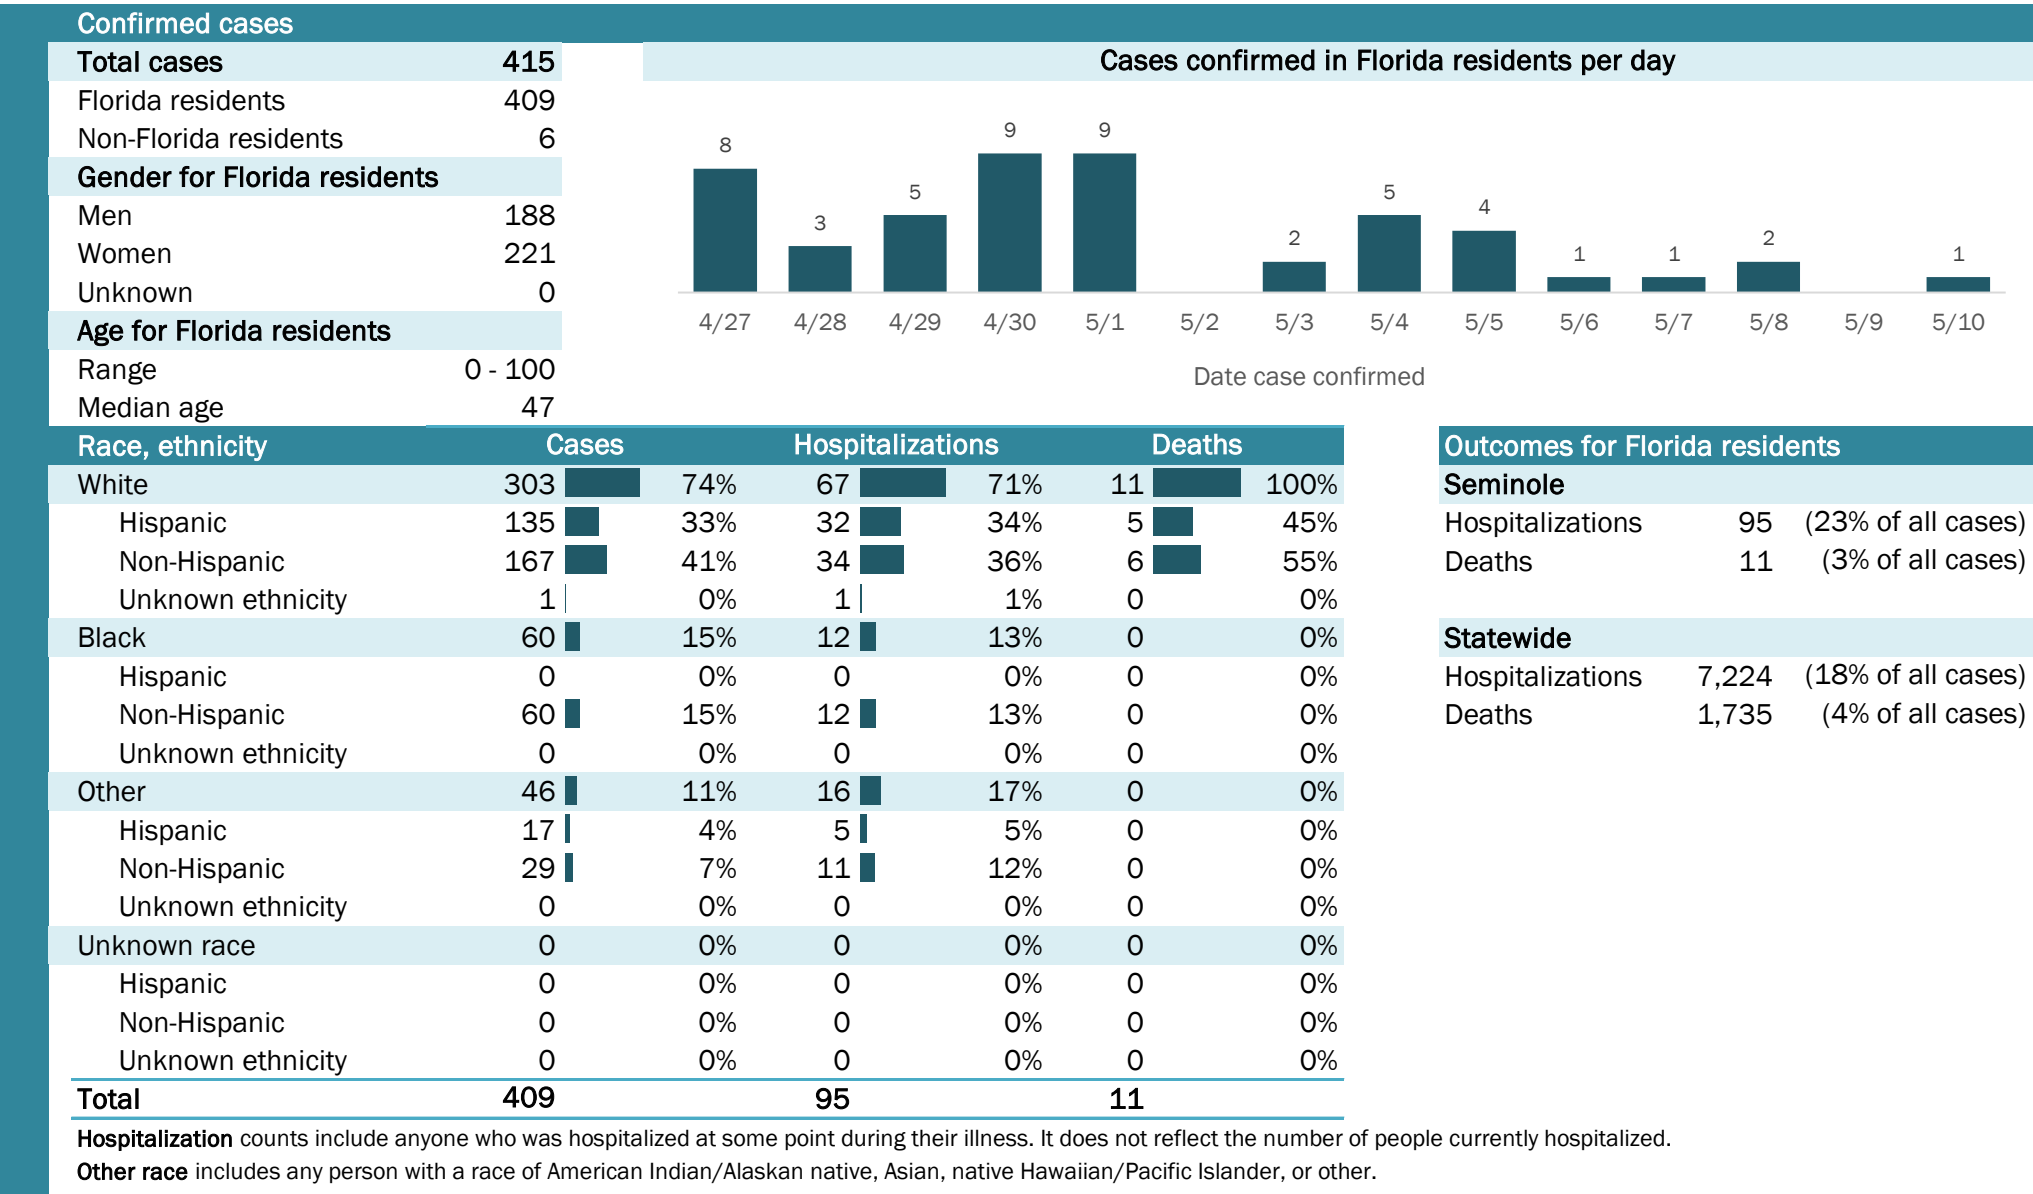 Confirmed cases
Total cases 415
Florida residents 409
Non-Florida residents 6
Gender for Florida residents
Men 188
Women 221
Unknown 0
Age for Florida residents
Range 0 - 100
Median age 47
Cases confirmed in Florida residents per day
8 3 5 9 9 2 5 4 1 1 2 1
4/27 4/28 4/29 4/30 5/1 5/2 5/3 5/4 5/5 5/6 5/7 5/8 5/9 5/10
Date case confirmed
Race, ethnicity Cases Hospitalizations Deaths
White 303 74% 67 71% 11 100%
Hispanic 135 33% 32 34% 5 45%
Non-Hispanic 167 41% 34 36% 6 55%
Unknown ethnicity 1 0% 1 1% 0 0%
Black 60 15% 12 13% 0 0%
Hispanic 0 0% 0 0% 0 0%
Non-Hispanic 60 15% 12 13% 0 0%
Unknown ethnicity 0 0% 0 0% 0 0%
Other 46 11% 16 17% 0 0%
Hispanic 17 4% 5 5% 0 0%
Non-Hispanic 29 7% 11 12% 0 0%
Unknown ethnicity 0 0% 0 0% 0 0%
Unknown race 0 0% 0 0% 0 0%
Hispanic 0 0% 0 0% 0 0%
Non-Hispanic 0 0% 0 0% 0 0%
Unknown ethnicity 0 0% 0 0% 0 0%
Total 409 95 11
Outcomes for Florida residents
Seminole
Hospitalizations 95 (23% of all cases)
Deaths 11 (3% of all cases)
Statewide
Hospitalizations 7,224 (18% of all cases)
Deaths 1,735 (4% of all cases)
Hospitalization counts include anyone who was hospitalized at some point during their illness. It does not reflect the number of people currently hospitalized.
Other race includes any person with a race of American Indian/Alaskan native, Asian, native Hawaiian/Pacific Islander, or other.